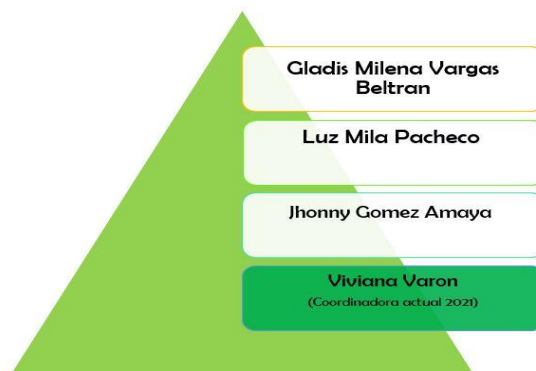 Gladis Milena Vargas
Beltran
Luz Mila Pacheco
Jhonny Gomez Amaya
Viviana Varon
(Coordinadora actual 2021)